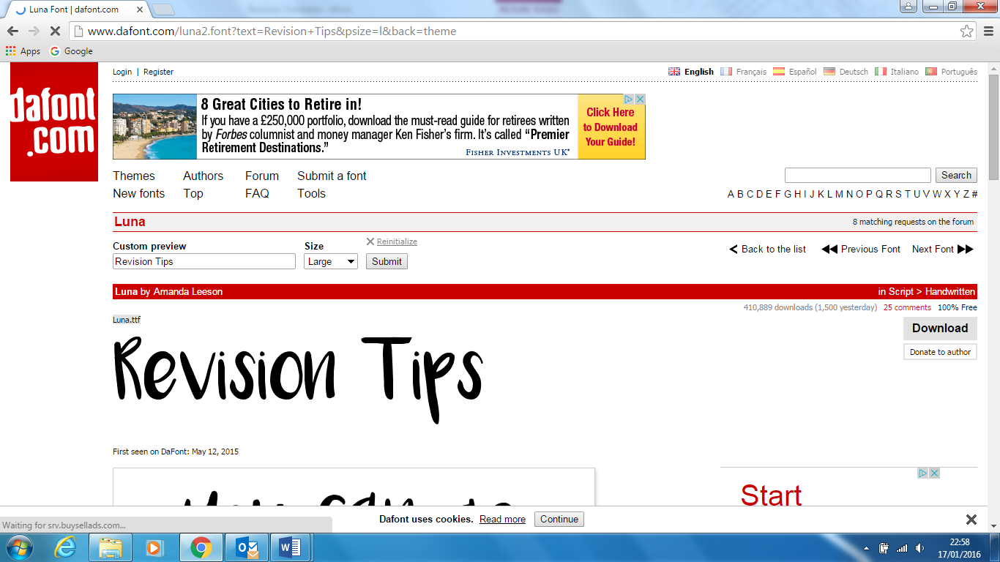 Luna Font | dafont.com
www.dafont.com/luna2.font?text=Revision+Tips&psize=l&back=theme
Apps Google
dafont
.com
Login | Register
English Français Español Deutsch Italiano Português
8 Great Cities to Retire in!
If you have a £250,000 portfolio, download the must-read guide for retirees written
by Forbes columnist and money manager Ken Fisher's firm. It's called "Premier
Retirement Destinations."
FISHER INVESTMENTS UK
Click Here
to Download
Your Guide!
Themes Authors Forum Submit a font
New fonts Top FAQ Tools
Search
A B C D E F G H I J K L M N O P Q R S T U V W X Y Z #
Luna
8 matching requests on the forum
Custom preview Size Reinitialize
Revision Tips Large Submit
Back to the list Previous Font Next Font
Luna by Amanda Leeson in Script > Handwritten
410,889 downloads (1,500 yesterday) 25 comments 100% Free
Luna.ttf
Download
Donate to author
Revision Tips
First seen on DaFont: May 12, 2015
Start
Dafont uses cookies. Read more Continue
Waiting for srv.buysellads.com...
22:58
17/01/2016